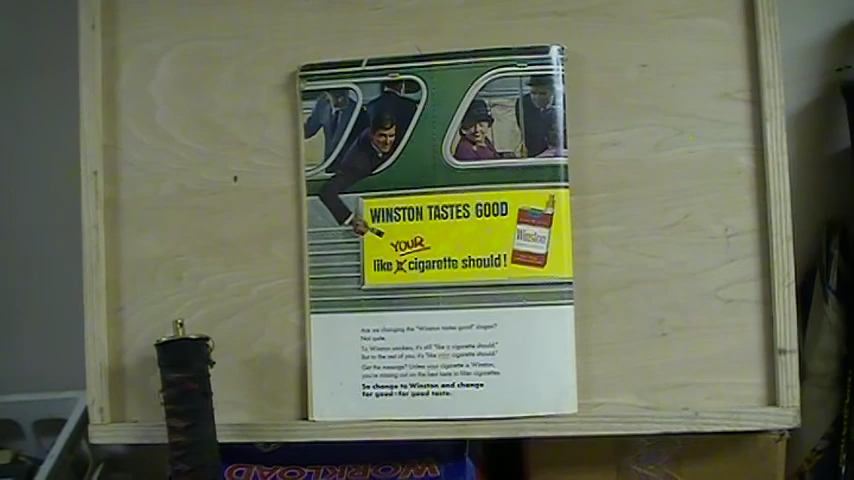 WINSTON TASTES GOOD
YOUR
like a cigarette should!
Winston
Are we changing the "Winston tastes good" slogan?
Not quite.
To Winston smokers, it's still "like a cigarette should."
But to the rest of you, it's "like your cigarette should."
Get the message? Unless your cigarette is Winston,
you're missing out on the best taste in filter cigarettes.
So change to Winston and change
for good—for good taste.
WORKLOAD